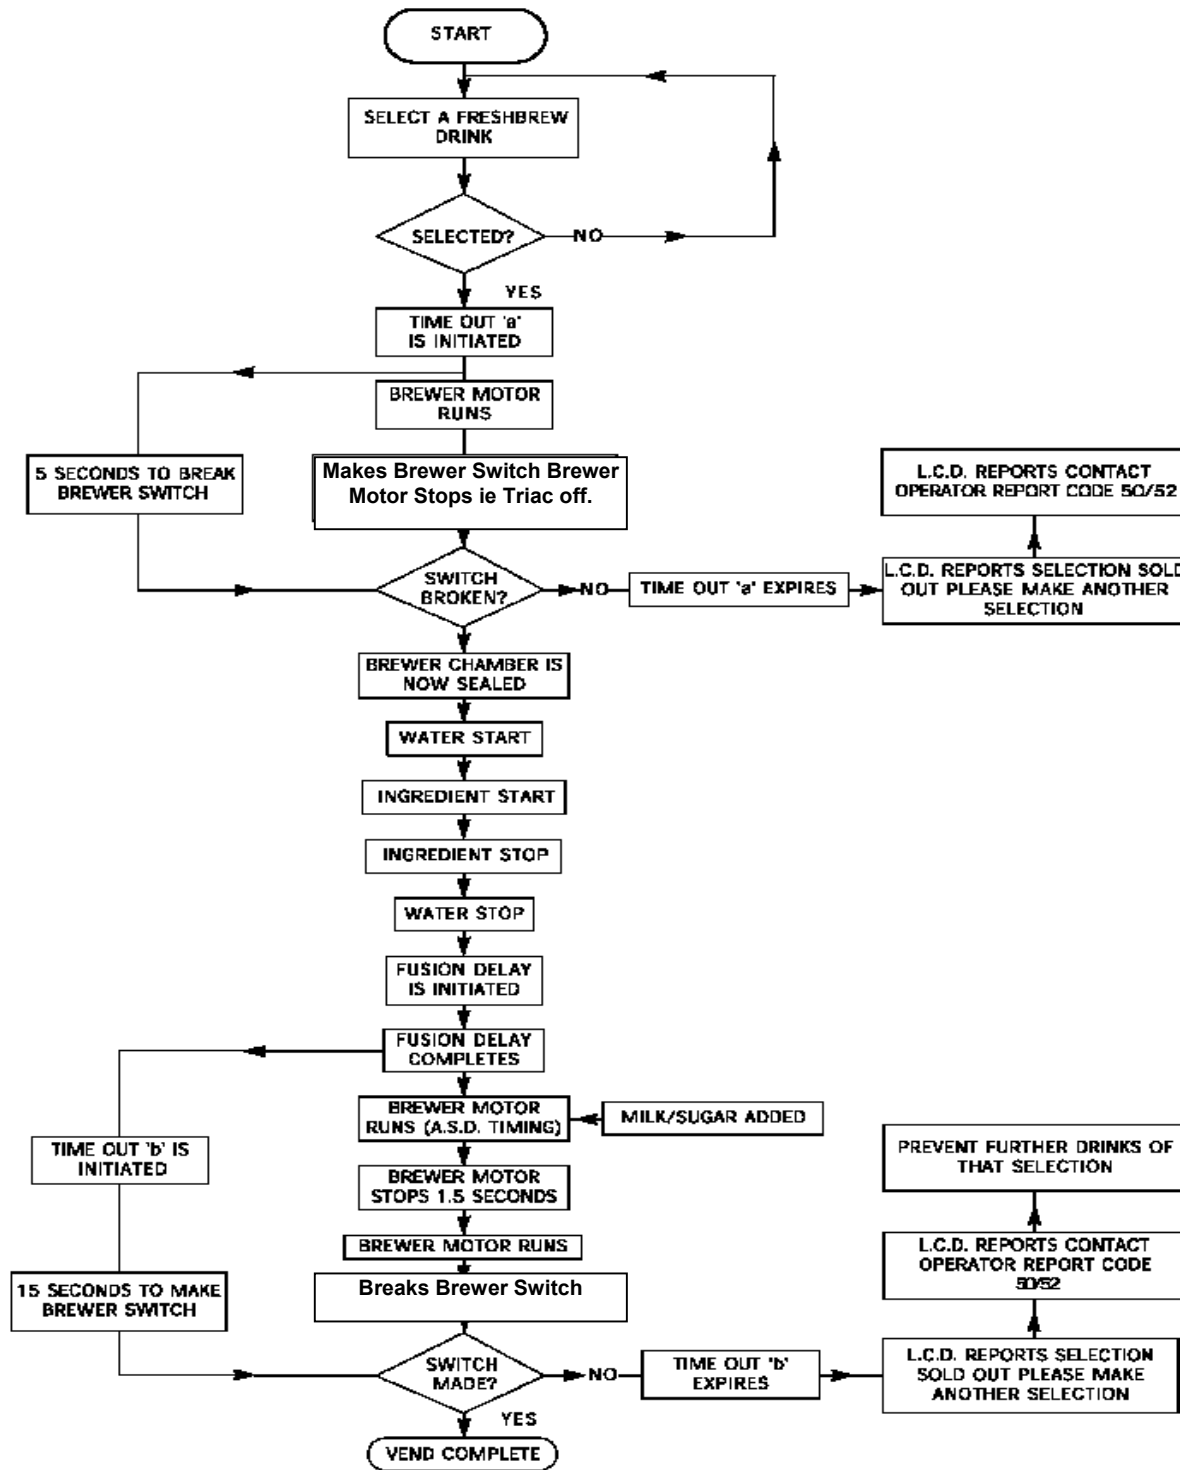 START
SELECT A FRESHBREW
DRINK
SELECTED?
NO
YES
TIME OUT 'a'
IS INITIATED
BREWER MOTOR
RUNS
5 SECONDS TO BREAK
BREWER SWITCH
Makes Brewer Switch Brewer
Motor Stops ie Triac off.
L.C.D. REPORTS CONTACT
OPERATOR REPORT CODE 50/52
SWITCH
BROKEN?
NO
TIME OUT 'a' EXPIRES
L.C.D. REPORTS SELECTION SOLD
OUT PLEASE MAKE ANOTHER
SELECTION
BREWER CHAMBER IS
NOW SEALED
WATER START
INGREDIENT START
INGREDIENT STOP
WATER STOP
FUSION DELAY
IS INITIATED
FUSION DELAY
COMPLETES
BREWER MOTOR
RUNS (A.S.D. TIMING)
MILK/SUGAR ADDED
TIME OUT 'b' IS
INITIATED
PREVENT FURTHER DRINKS OF
THAT SELECTION
BREWER MOTOR
STOPS 1.5 SECONDS
BREWER MOTOR RUNS
L.C.D. REPORTS CONTACT
OPERATOR REPORT CODE
50/52
15 SECONDS TO MAKE
BREWER SWITCH
Breaks Brewer Switch
SWITCH
MADE?
NO
TIME OUT 'b'
EXPIRES
L.C.D. REPORTS SELECTION
SOLD OUT PLEASE MAKE
ANOTHER SELECTION
YES
VEND COMPLETE